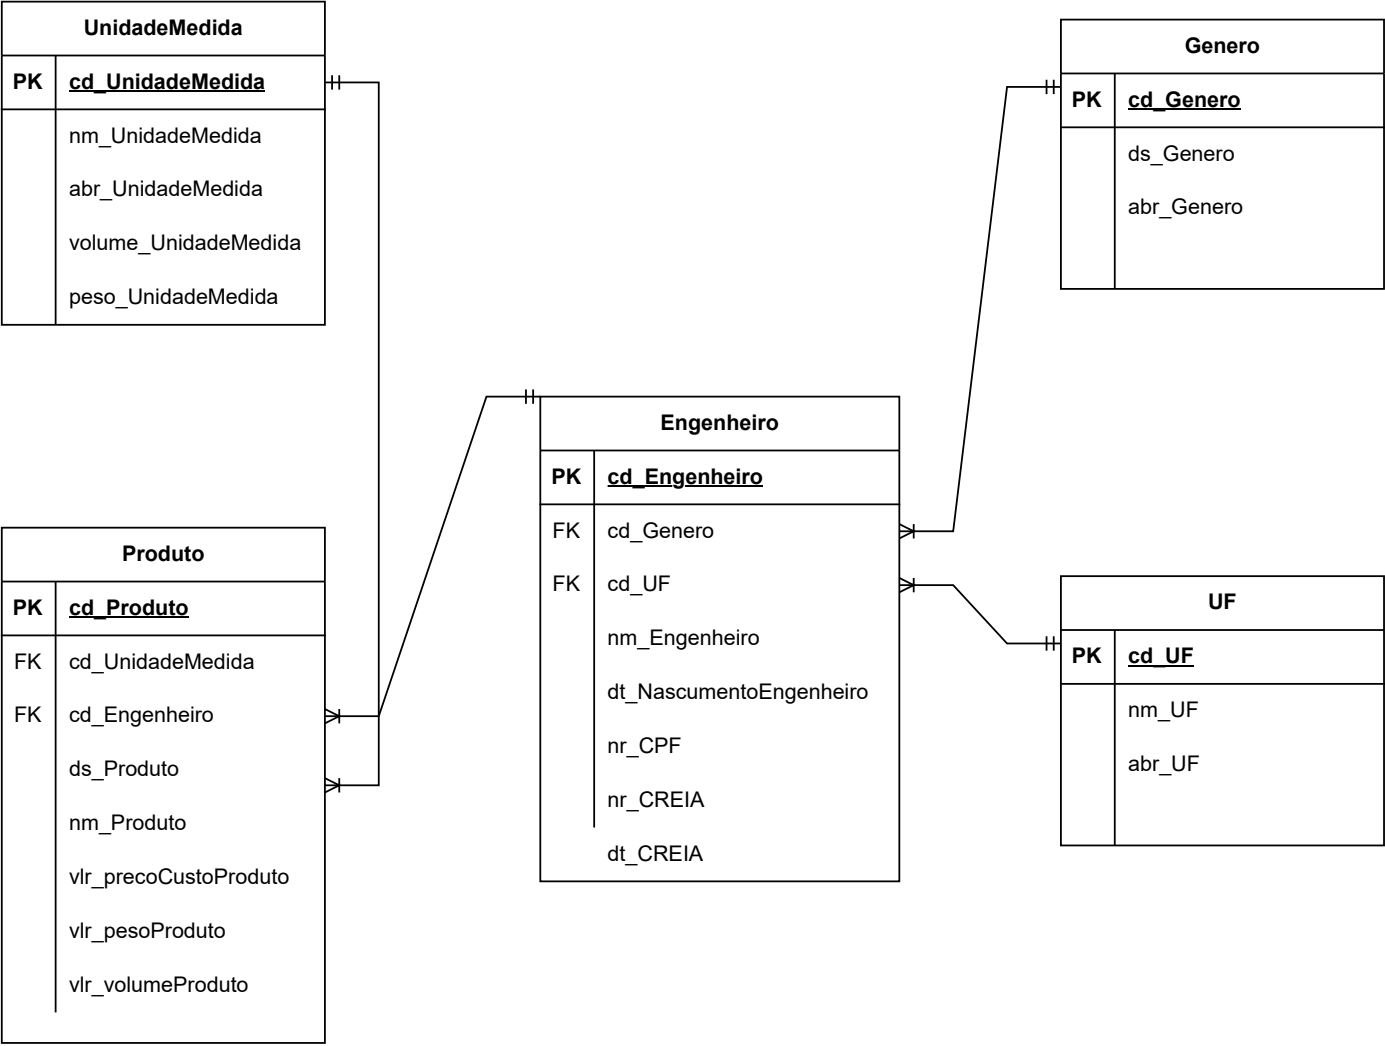 UnidadeMedida
PK cd_UnidadeMedida
nm_UnidadeMedida
abr_UnidadeMedida
volume_UnidadeMedida
peso_UnidadeMedida
Genero
PK cd_Genero
ds_Genero
abr_Genero
Engenheiro
PK cd_Engenheiro
FK cd_Genero
FK cd_UF
nm_Engenheiro
dt_NascumentoEngenheiro
nr_CPF
nr_CREIA
dt_CREIA
Produto
PK cd_Produto
FK cd_UnidadeMedida
FK cd_Engenheiro
ds_Produto
nm_Produto
vlr_precoCustoProduto
vlr_pesoProduto
vlr_volumeProduto
UF
PK cd_UF
nm_UF
abr_UF